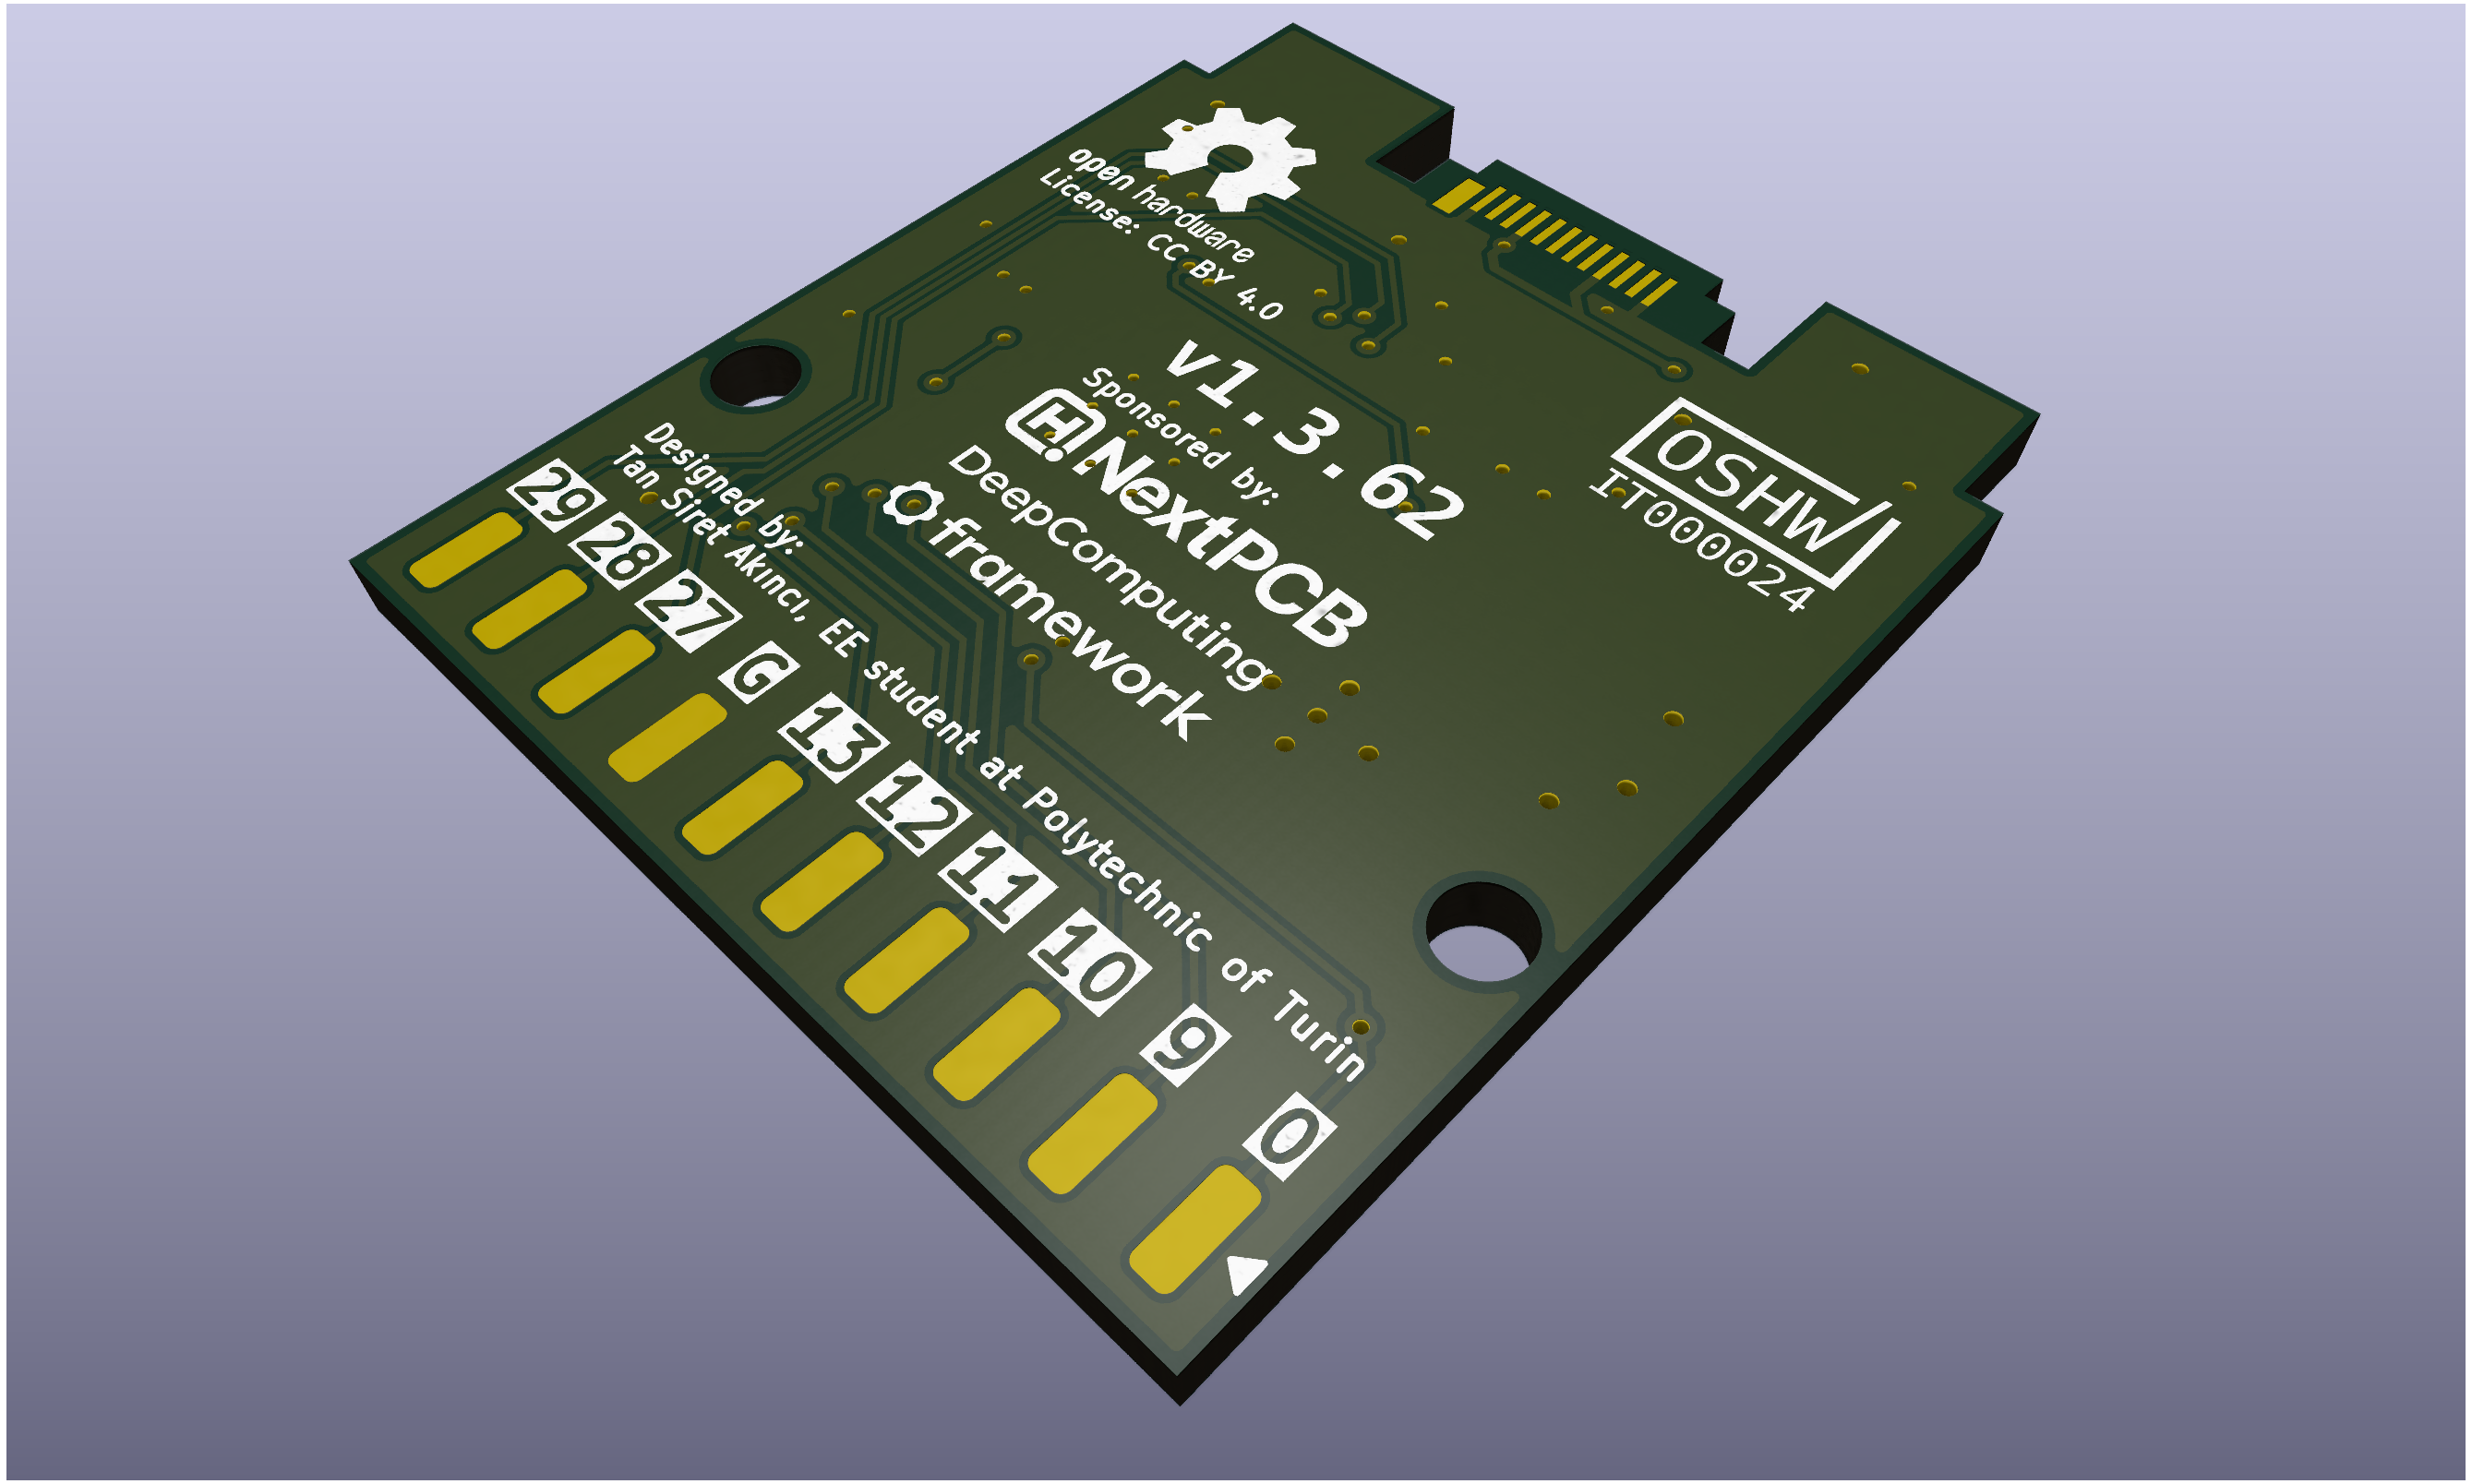 open hardware
License: CC BY 4.0
v1.3.62
Sponsored by:
H! NextPCB
DeepComputing
framework
OSHW
IT000024
Designed by:
Tan Siret Akıncı, EE student at Polytechnic of Turin
29
28
27
G
13
12
11
10
9
0